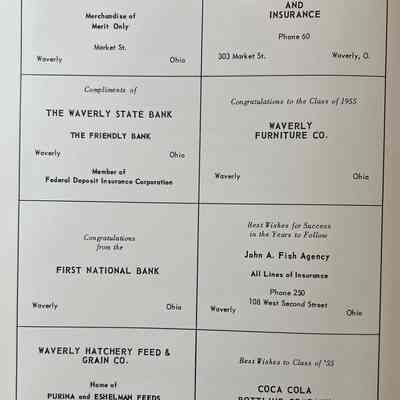 Merchandise of
Merit Only
Market St.
Waverly Ohio
AND
INSURANCE
Phone 60
303 Market St. Waverly, O.
Compliments of
THE WAVERLY STATE BANK
THE FRIENDLY BANK
Waverly Ohio
Member of
Federal Deposit Insurance Corporation
Congratulations to the Class of 1955
WAVERLY
FURNITURE CO.
Waverly Ohio
Congratulations
from the
FIRST NATIONAL BANK
Waverly Ohio
Best Wishes for Success
in the Years to Follow
John A. Fish Agency
All Lines of Insurance
Phone 250
108 West Second Street
Waverly Ohio
WAVERLY HATCHERY FEED &
GRAIN CO.
Home of
PURINA and ESHELMAN FEEDS
Best Wishes to Class of '55
COCA COLA